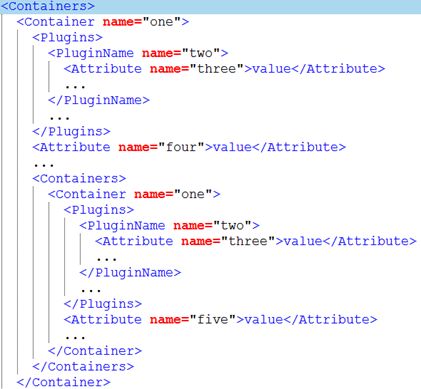 <Containers>
<Container name="one">
<Plugins>
<PluginName name="two">
<Attribute name="three">value</Attribute>
...
</PluginName>
...
</Plugins>
<Attribute name="four">value</Attribute>
...
<Containers>
<Container name="one">
<Plugins>
<PluginName name="two">
<Attribute name="three">value</Attribute>
...
</PluginName>
...
</Plugins>
<Attribute name="five">value</Attribute>
...
</Container>
</Containers>
</Container>